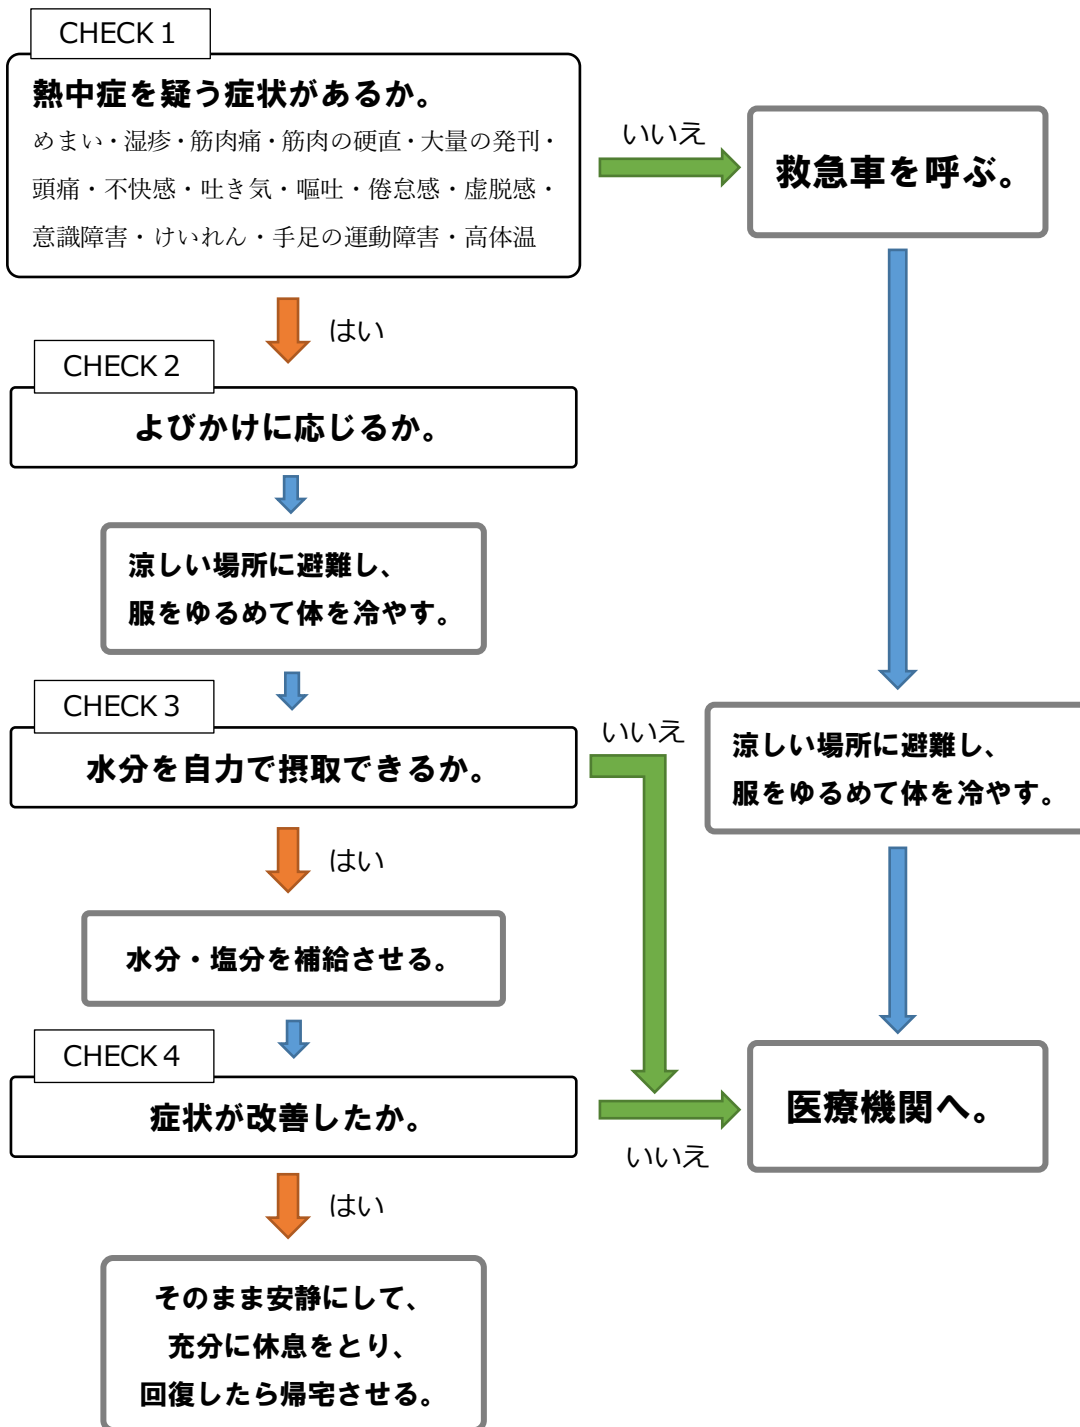 CHECK 1
熱中症を疑う症状があるか。
めまい・湿疹・筋肉痛・筋肉の硬直・大量の発刊・
頭痛・不快感・吐き気・嘔吐・倦怠感・虚脱感・
意識障害・けいれん・手足の運動障害・高体温
いいえ
救急車を呼ぶ。
はい
CHECK 2
よびかけに応じるか。
涼しい場所に避難し、
服をゆるめて体を冷やす。
CHECK 3
水分を自力で摂取できるか。
いいえ
涼しい場所に避難し、
服をゆるめて体を冷やす。
はい
水分・塩分を補給させる。
CHECK 4
症状が改善したか。
いいえ
医療機関へ。
はい
そのまま安静にして、
充分に休息をとり、
回復したら帰宅させる。